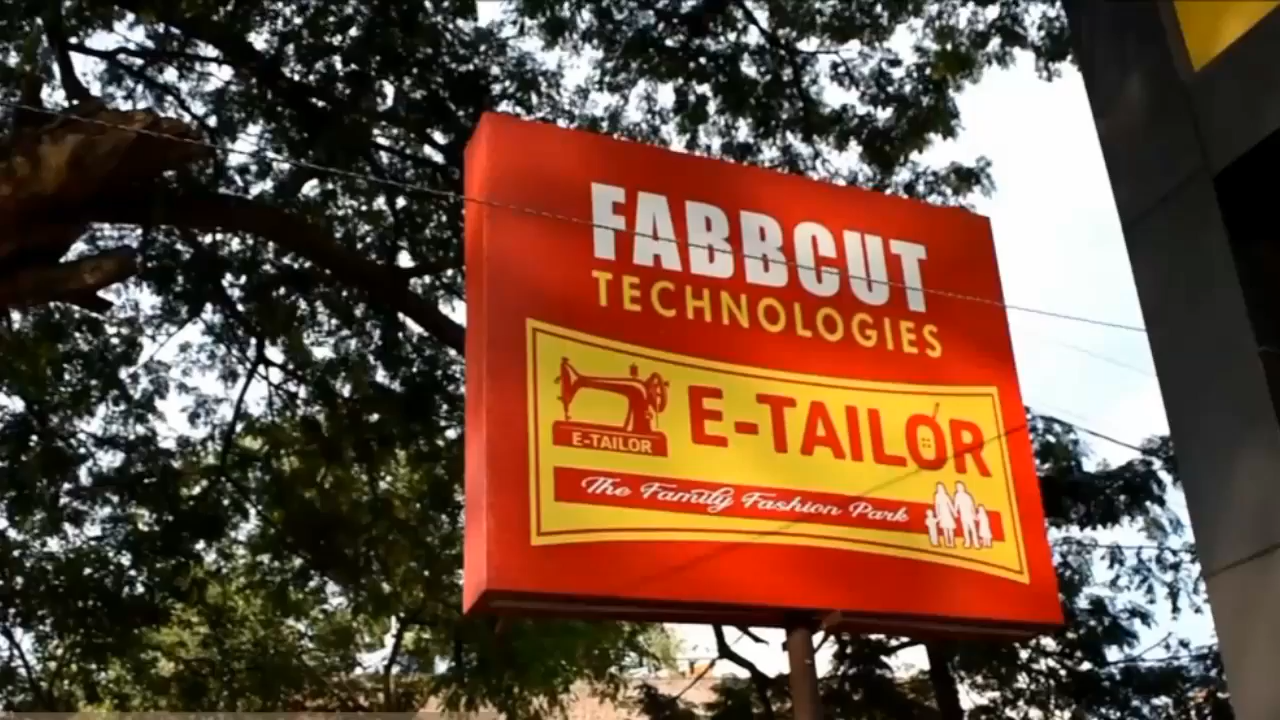 FABBCUT
TECHNOLOGIES
E-TAILOR
E-TAILOR
The Family Fashion Park